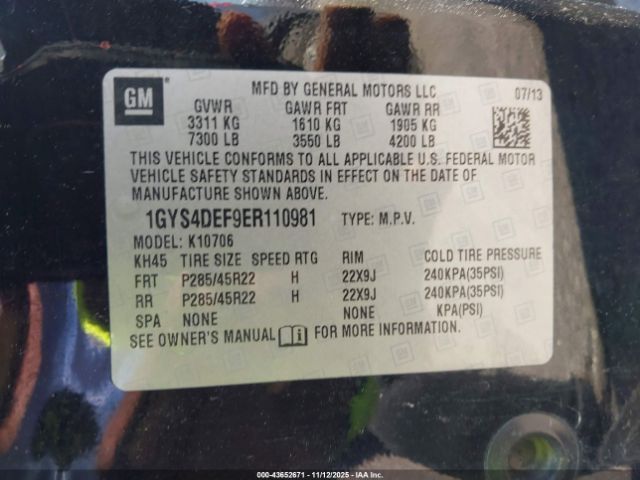 GM
MFD BY GENERAL MOTORS LLC 07/13
GVWR GAWR FRT GAWR RR
3311 KG 1610 KG 1905 KG
7300 LB 3550 LB 4200 LB
THIS VEHICLE CONFORMS TO ALL APPLICABLE U.S. FEDERAL MOTOR
VEHICLE SAFETY STANDARDS IN EFFECT ON THE DATE OF
MANUFACTURE SHOWN ABOVE.
1GYS4DEF9ER110981 TYPE: M.P.V.
MODEL: K10706
KH45 TIRE SIZE SPEED RTG RIM COLD TIRE PRESSURE
FRT P285/45R22 H 22X9J 240KPA(35PSI)
RR P285/45R22 H 22X9J 240KPA(35PSI)
SPA NONE NONE KPA(PSI)
SEE OWNER'S MANUAL i FOR MORE INFORMATION.
000-43652671 - 11/12/2025 - IAA Inc.